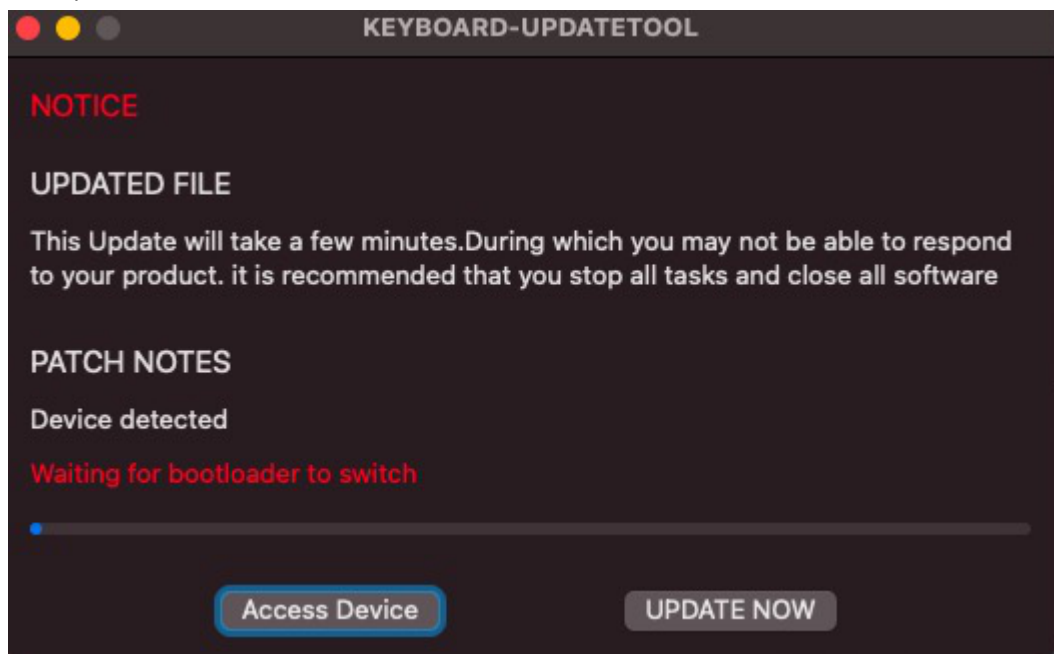 KEYBOARD-UPDATETOOL
NOTICE
UPDATED FILE
This Update will take a few minutes.During which you may not be able to respond
to your product. it is recommended that you stop all tasks and close all software
PATCH NOTES
Device detected
Waiting for bootloader to switch
Access Device
UPDATE NOW